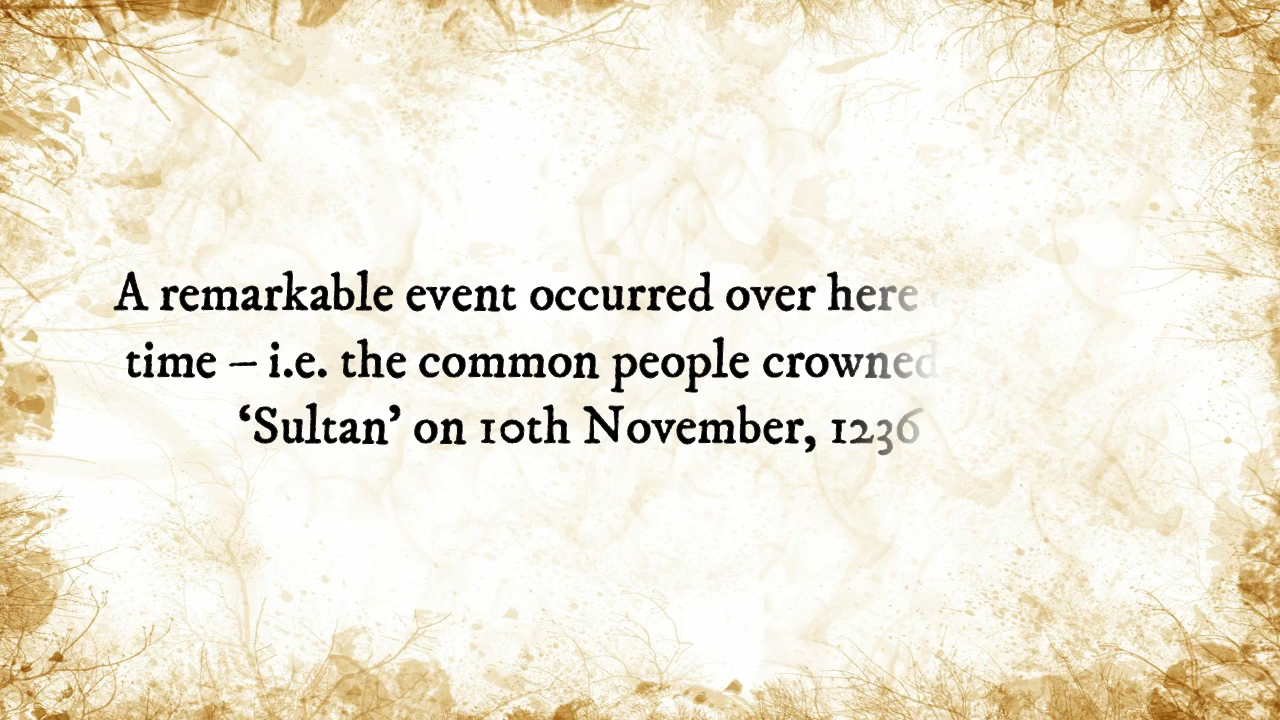 A remarkable event occurred over here
time – i.e. the common people crowned
‘Sultan’ on 10th November, 1236